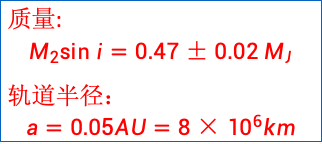 质量:
M₂sin i = 0.47 ± 0.02 M_J
轨道半径：
a = 0.05AU = 8 × 10⁶km